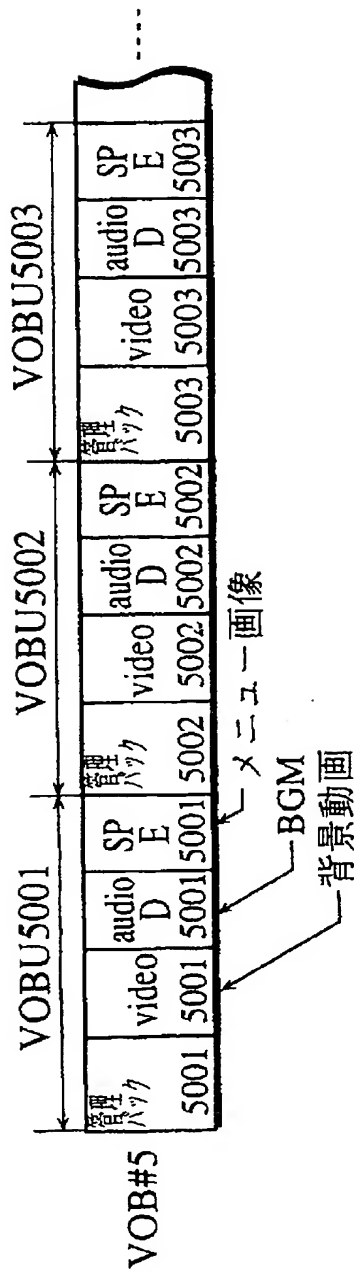 VOBU5001
VOBU5002
VOBU5003
VOB#5
管理パック 5001
video 5001
audio D 5001
SP E 5001
管理パック 5002
video 5002
audio D 5002
SP E 5002
管理パック 5003
video 5003
audio D 5003
SP E 5003
メニュー画像
BGM
背景動画